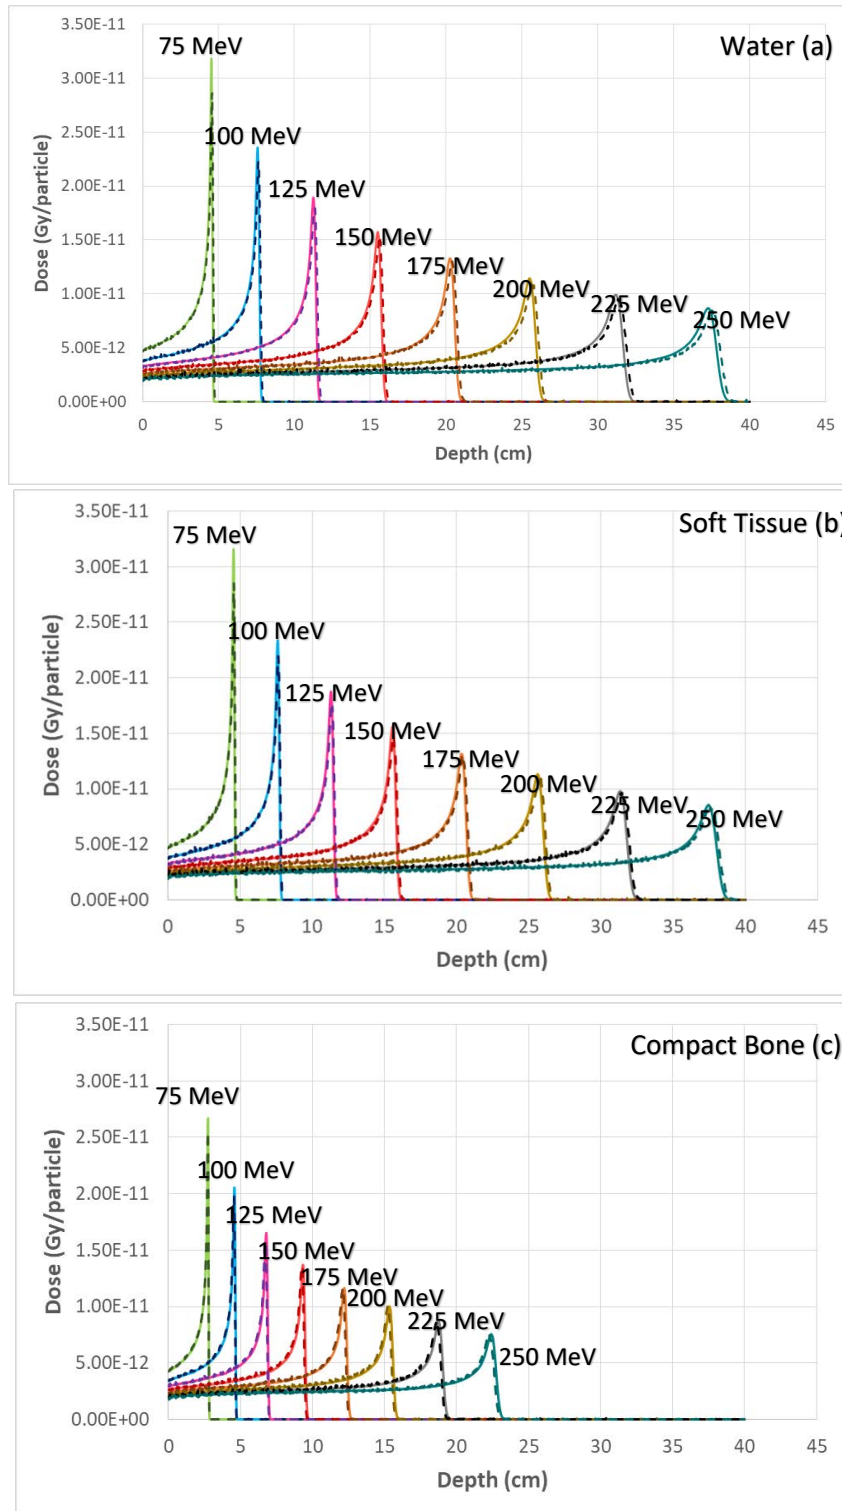 Water (a)
Dose (Gy/particle)
3.50E-11
3.00E-11
2.50E-11
2.00E-11
1.50E-11
1.00E-11
5.00E-12
0.00E+00
75 MeV
100 MeV
125 MeV
150 MeV
175 MeV
200 MeV
225 MeV
250 MeV
0 5 10 15 20 25 30 35 40 45
Depth (cm)
Soft Tissue (b)
Dose (Gy/particle)
3.50E-11
3.00E-11
2.50E-11
2.00E-11
1.50E-11
1.00E-11
5.00E-12
0.00E+00
75 MeV
100 MeV
125 MeV
150 MeV
175 MeV
200 MeV
225 MeV
250 MeV
0 5 10 15 20 25 30 35 40 45
Depth (cm)
Compact Bone (c)
Dose (Gy/particle)
3.50E-11
3.00E-11
2.50E-11
2.00E-11
1.50E-11
1.00E-11
5.00E-12
0.00E+00
75 MeV
100 MeV
125 MeV
150 MeV
175 MeV
200 MeV
225 MeV
250 MeV
0 5 10 15 20 25 30 35 40 45
Depth (cm)